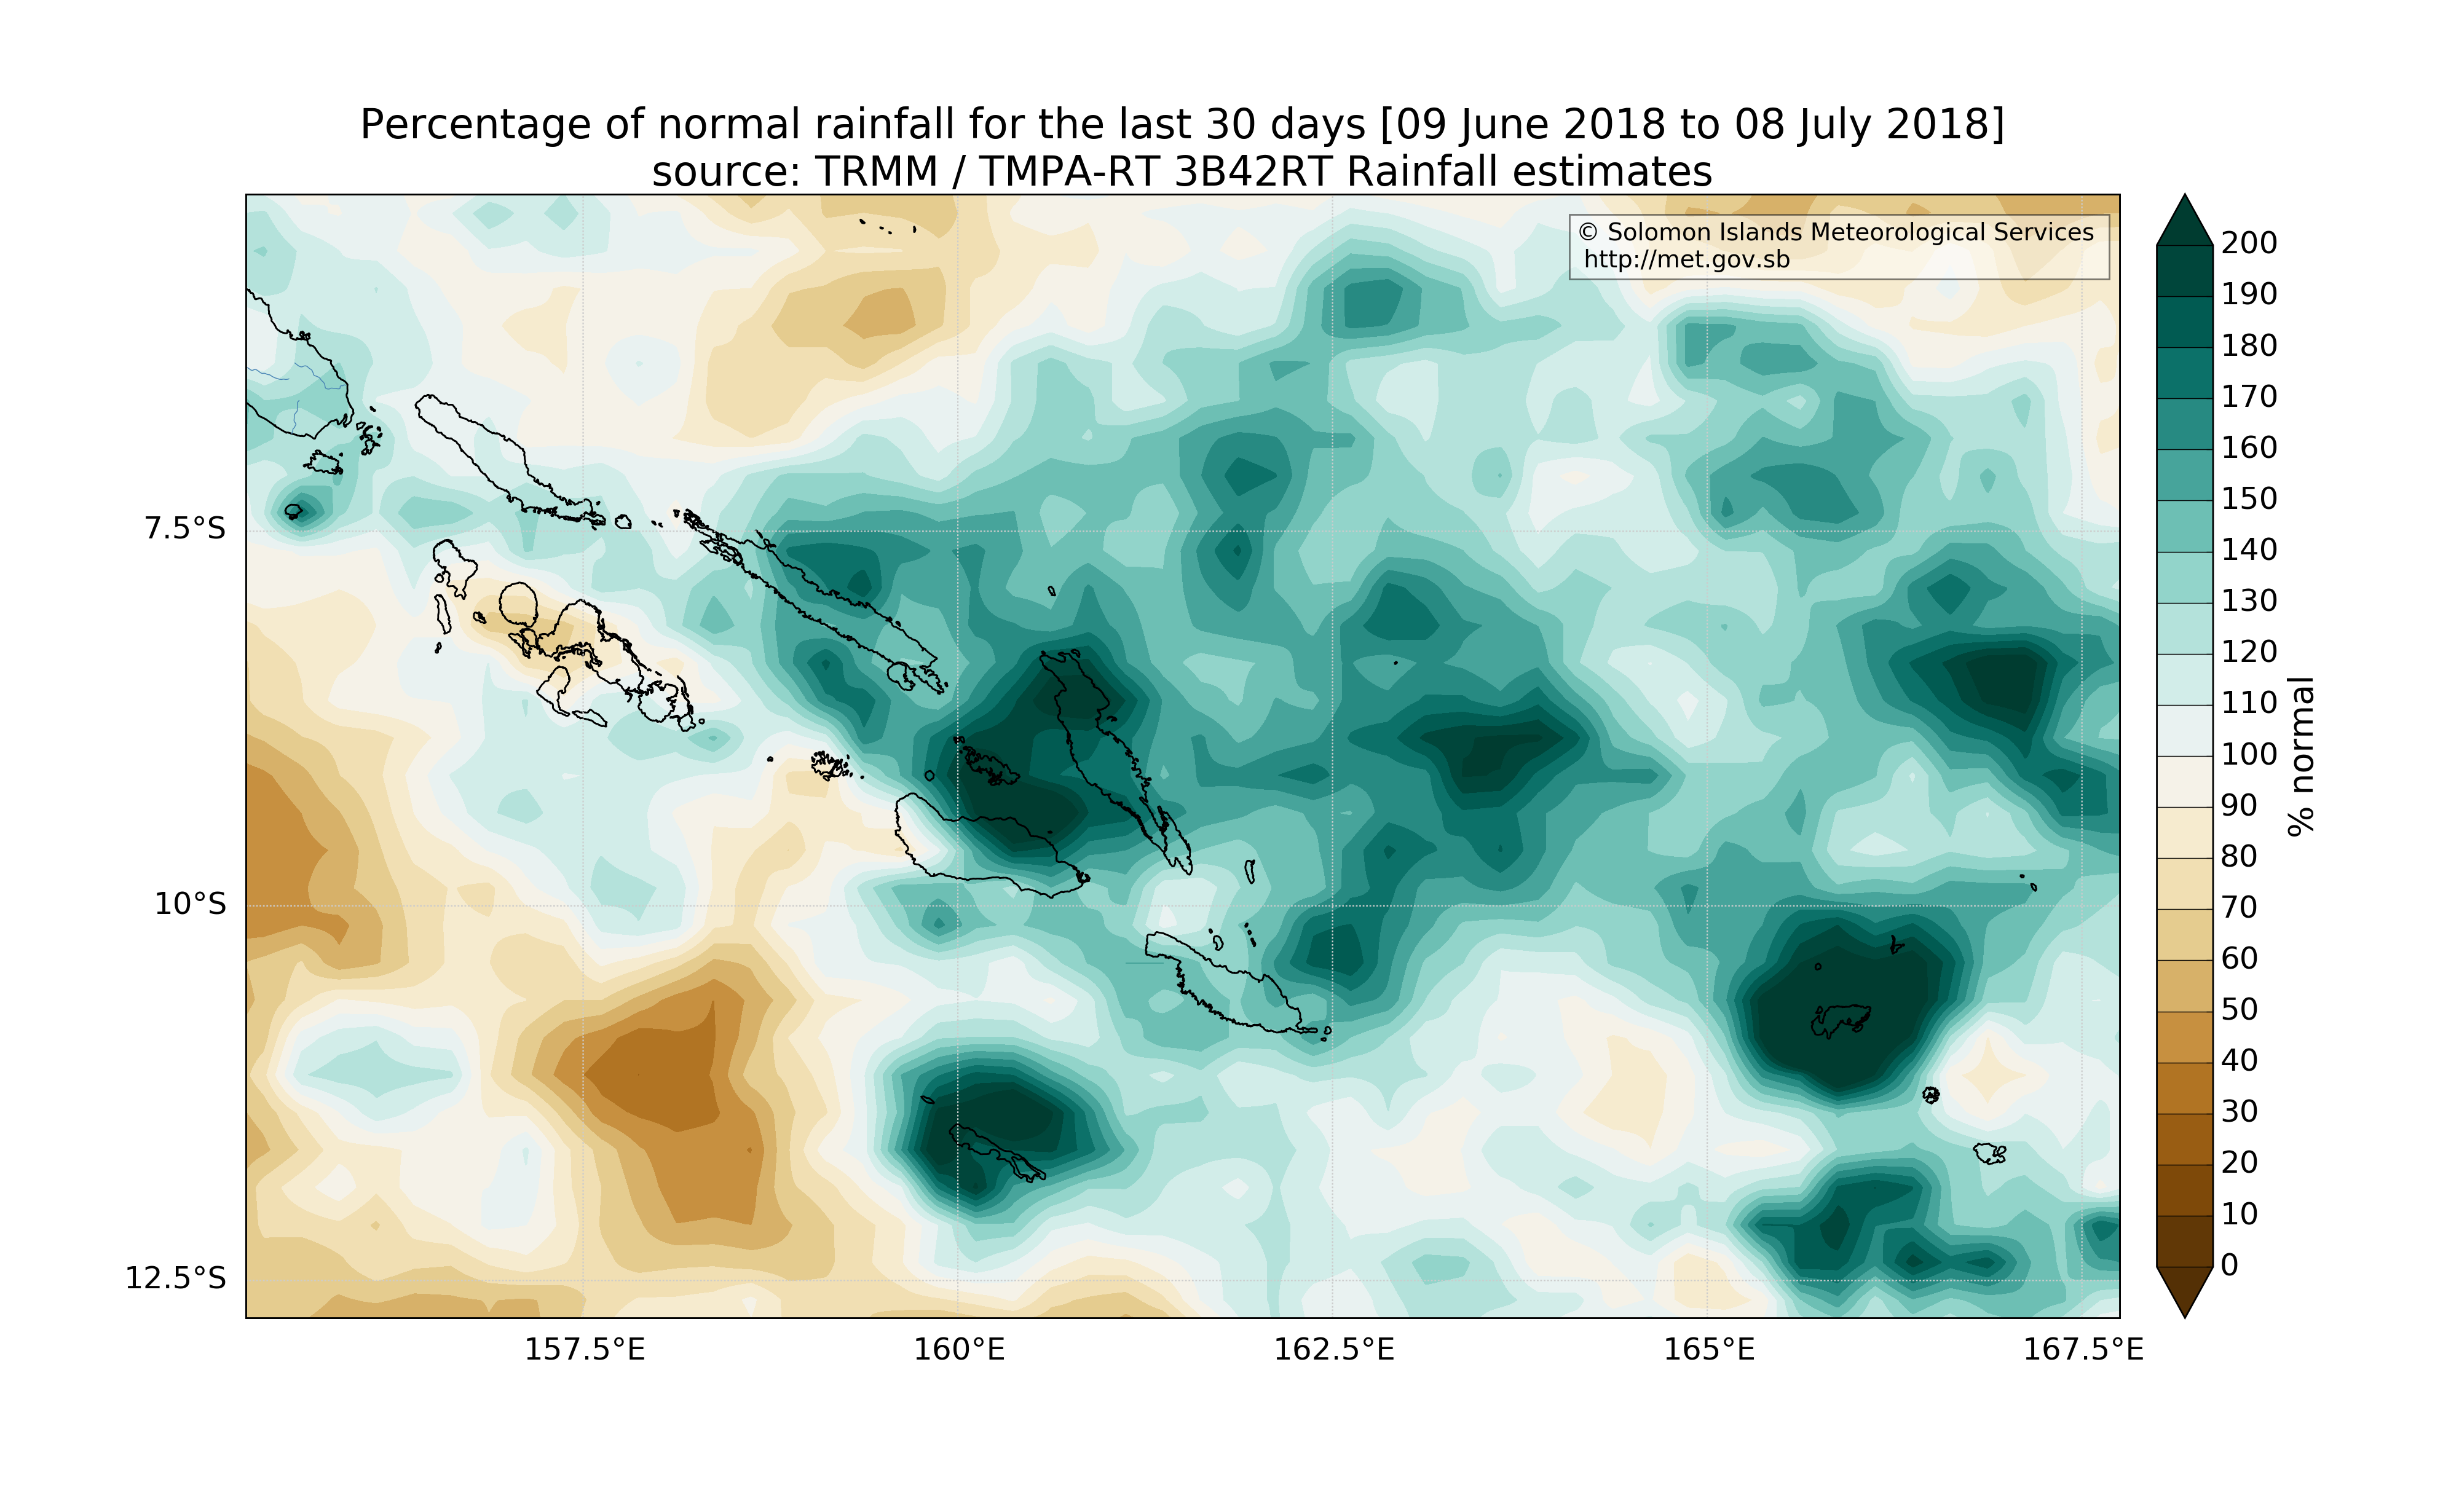 Percentage of normal rainfall for the last 30 days [09 June 2018 to 08 July 2018]
source: TRMM / TMPA-RT 3B42RT Rainfall estimates
© Solomon Islands Meteorological Services
http://met.gov.sb
7.5°S
10°S
12.5°S
157.5°E
160°E
162.5°E
165°E
167.5°E
200
190
180
170
160
150
140
130
120
110
100
90
80
70
60
50
40
30
20
10
0
% normal